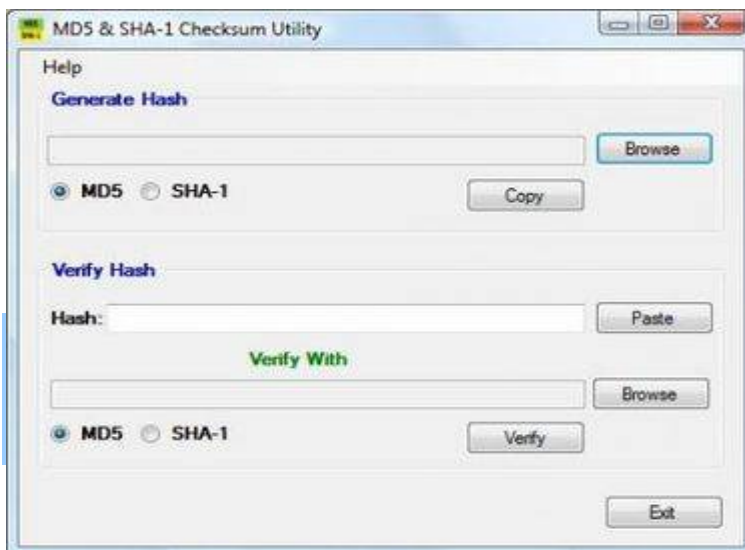 MD5 & SHA-1 Checksum Utility
Help
Generate Hash
Browse
MD5 SHA-1 Copy
Verify Hash
Hash: Paste
Verify With
Browse
MD5 SHA-1 Verify
Exit